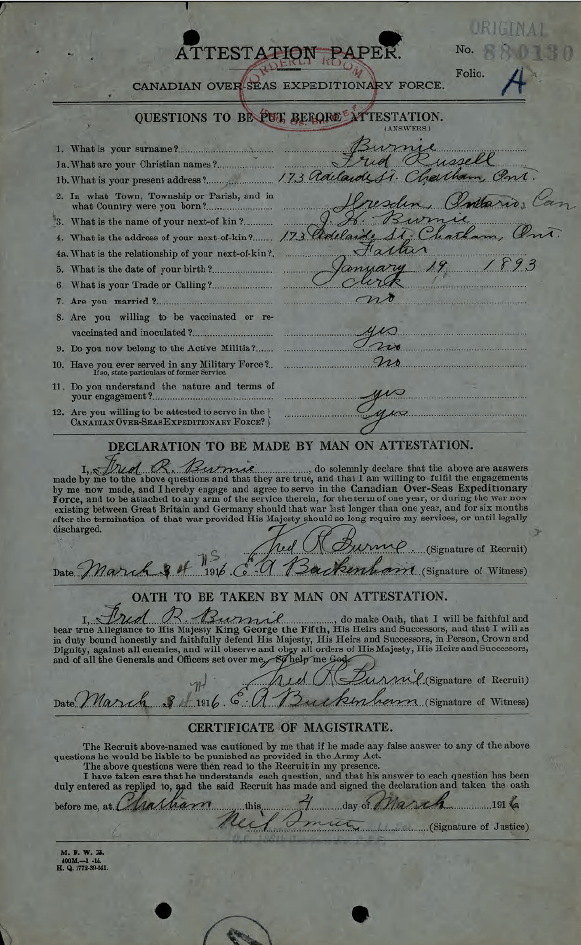 ORIGINAL
ATTESTATION PAPER.
No. 880130
Folio. A
ORDERLY ROOM
CANADIAN OVER-SEAS EXPEDITIONARY FORCE.
QUESTIONS TO BE PUT BEFORE ATTESTATION.
(ANSWERS.)
1. What is your surname? Burnie
1a. What are your Christian names? Fred Russell
1b. What is your present address? 173 Adelaide St. Chatham, Ont.
2. In what Town, Township or Parish, and in
what Country were you born? Dresden, Ontario, Can
3. What is the name of your next-of kin? J. H. Burnie
4. What is the address of your next-of-kin? 173 Adelaide St. Chatham, Ont.
4a. What is the relationship of your next-of-kin? Father
5. What is the date of your birth? January 19, 1893
6 What is your Trade or Calling? Clerk
7. Are you married? no
8. Are you willing to be vaccinated or re-
vaccinated and inoculated? yes
9. Do you now belong to the Active Militia? no
10. Have you ever served in any Military Force? no
If so, state particulars of former Service.
11. Do you understand the nature and terms of
your engagement? yes
12. Are you willing to be attested to serve in the
CANADIAN OVER-SEAS EXPEDITIONARY FORCE? yes
DECLARATION TO BE MADE BY MAN ON ATTESTATION.
I, Fred R. Burnie, do solemnly declare that the above are answers
made by me to the above questions and that they are true, and that I am willing to fulfil the engagements
by me now made, and I hereby engage and agree to serve in the Canadian Over-Seas Expeditionary
Force, and to be attached to any arm of the service therein, for the term of one year, or during the war now
existing between Great Britain and Germany should that war last longer than one year, and for six months
after the termination of that war provided His Majesty should so long require my services, or until legally
discharged.
Fred R Burnie (Signature of Recruit)
Date March 4 1916 E. A Buckenham (Signature of Witness)
OATH TO BE TAKEN BY MAN ON ATTESTATION.
I, Fred R. Burnie, do make Oath, that I will be faithful and
bear true Allegiance to His Majesty King George the Fifth, His Heirs and Successors, and that I will as
in duty bound honestly and faithfully defend His Majesty, His Heirs and Successors, in Person, Crown and
Dignity, against all enemies, and will observe and obey all orders of His Majesty, His Heirs and Successors,
and of all the Generals and Officers set over me. So help me God.
Fred R Burnie (Signature of Recruit)
Date March 4 1916 E. A Buckenham (Signature of Witness)
CERTIFICATE OF MAGISTRATE.
The Recruit above-named was cautioned by me that if he made any false answer to any of the above
questions he would be liable to be punished as provided in the Army Act.
The above questions were then read to the Recruit in my presence.
I have taken care that he understands each question, and that his answer to each question has been
duly entered as replied to, and the said Recruit has made and signed the declaration and taken the oath
before me, at Chatham this 4 day of March 1916
Neil (Signature of Justice)
M. F. W. 23.
H. Q. 1772-39-841.